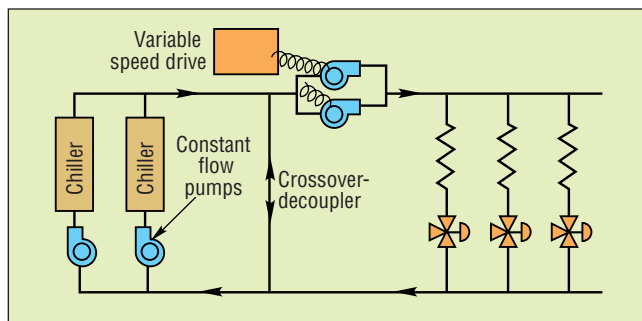 Variable
speed drive
Chiller
Chiller
Constant
flow
pumps
Crossover-
decoupler